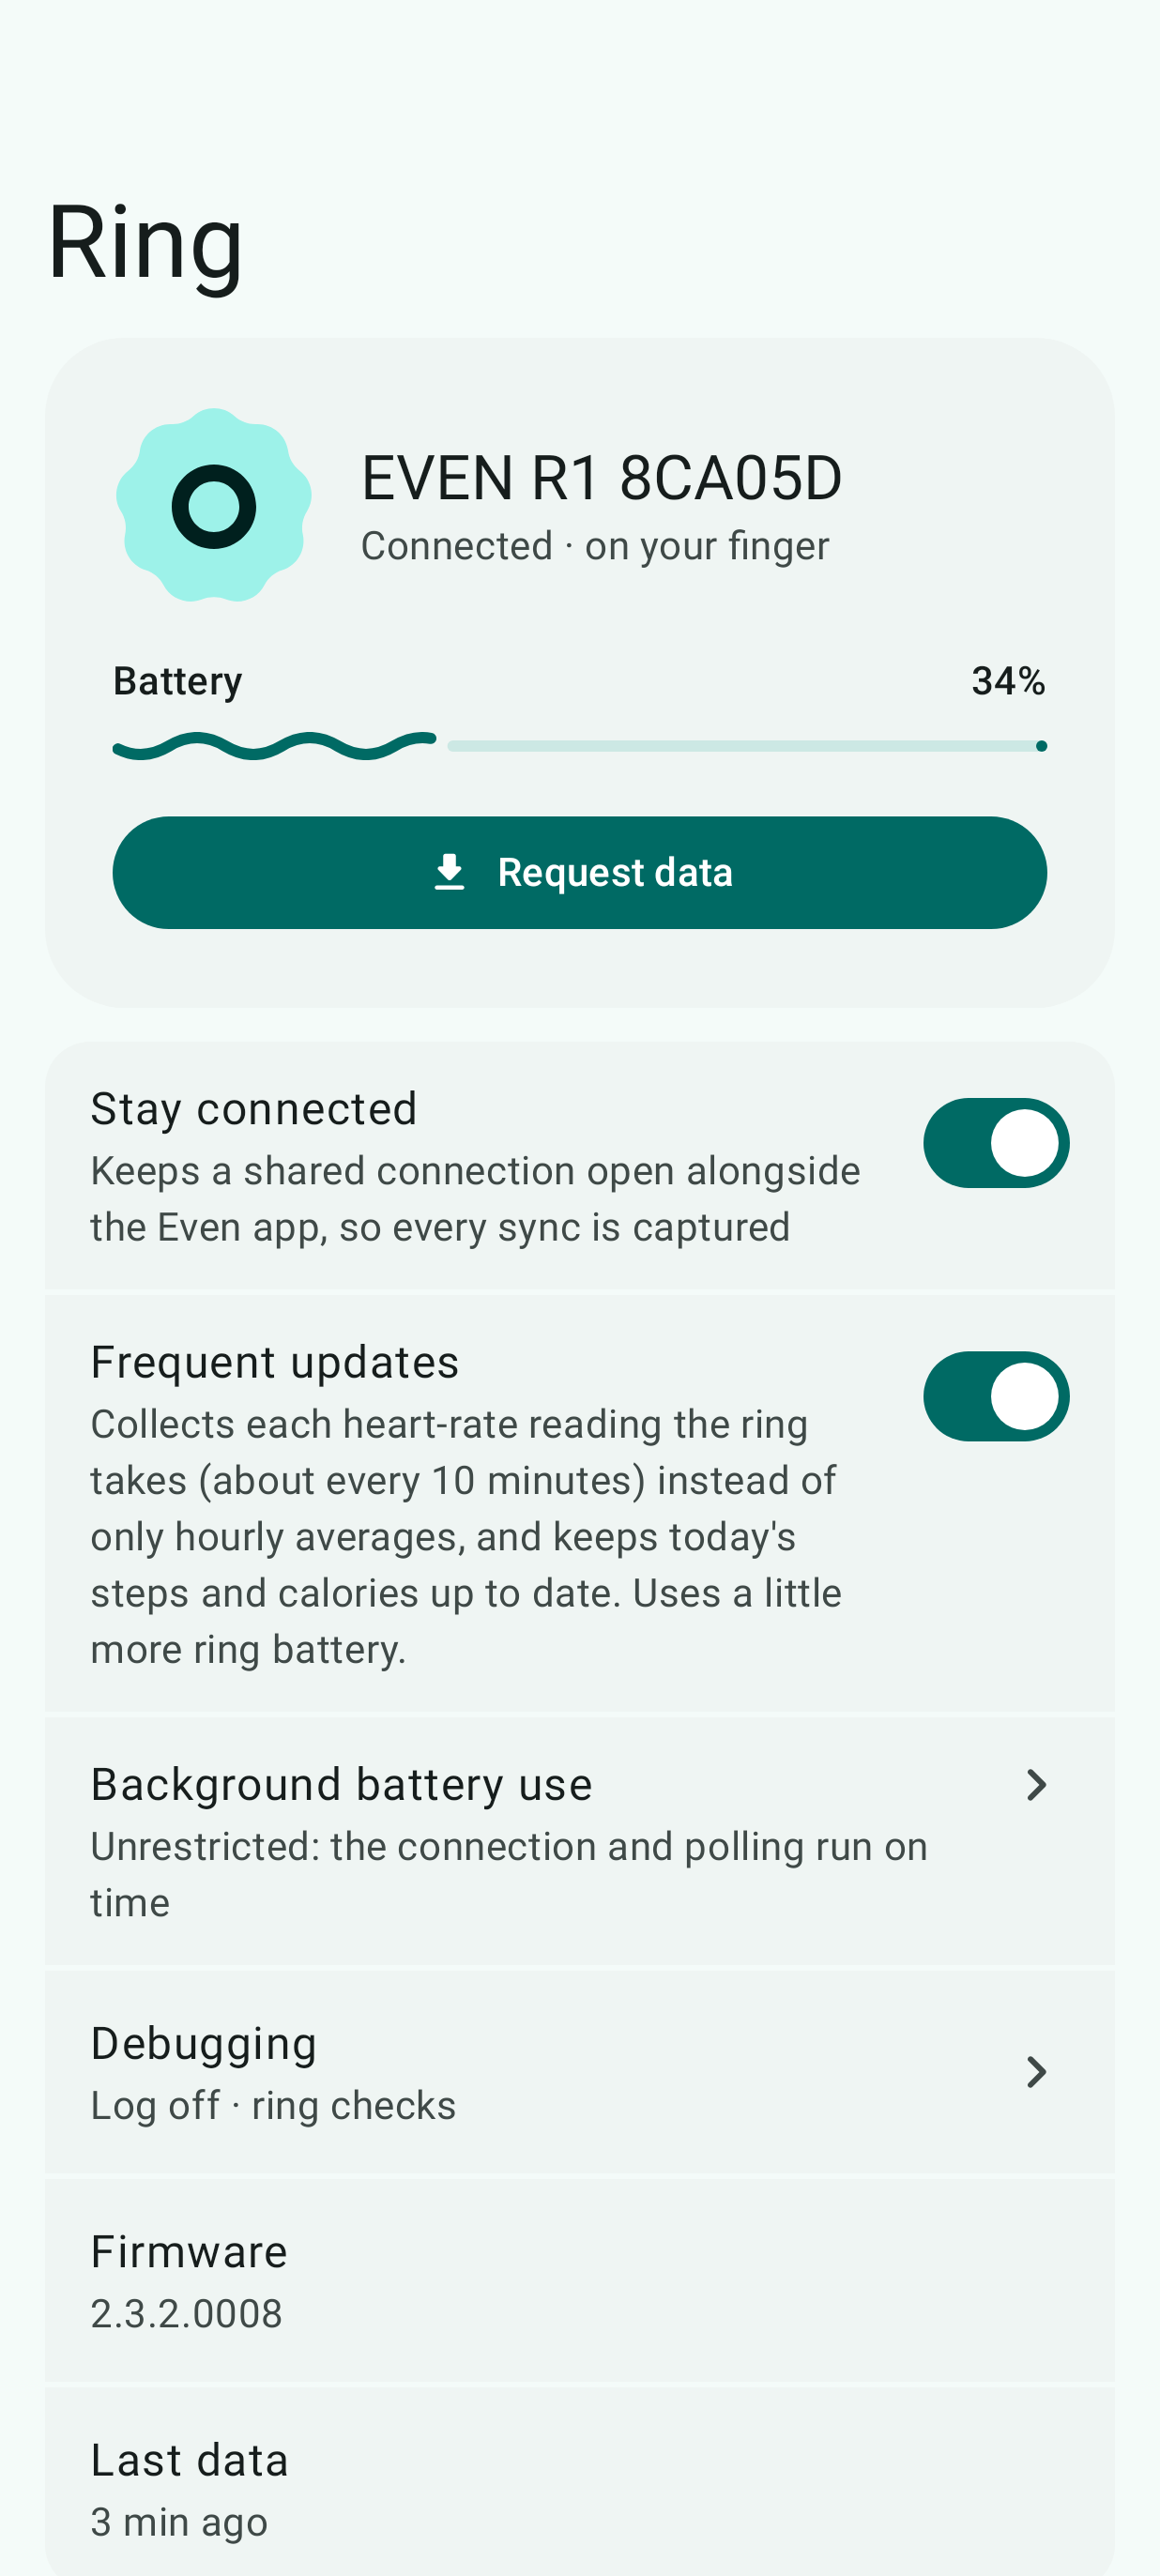 Ring
EVEN R1 8CA05D
Connected · on your finger
Battery
34%
Request data
Stay connected
Keeps a shared connection open alongside
the Even app, so every sync is captured
Frequent updates
Collects each heart-rate reading the ring
takes (about every 10 minutes) instead of
only hourly averages, and keeps today's
steps and calories up to date. Uses a little
more ring battery.
Background battery use
Unrestricted: the connection and polling run on
time
Debugging
Log off · ring checks
Firmware
2.3.2.0008
Last data
3 min ago